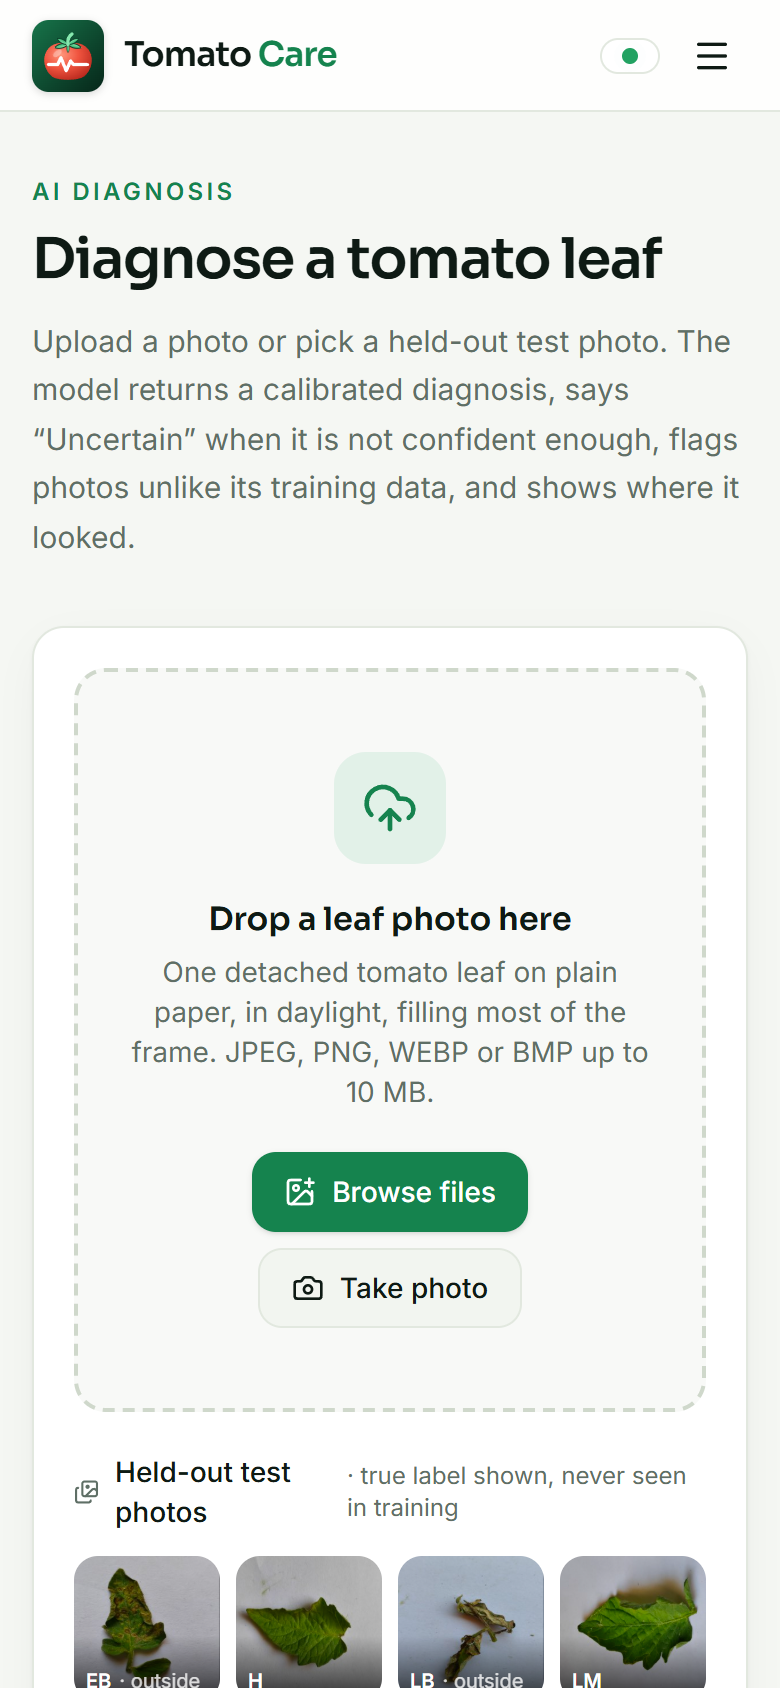 Tomato Care
AI DIAGNOSIS
Diagnose a tomato leaf
Upload a photo or pick a held-out test photo. The
model returns a calibrated diagnosis, says
“Uncertain” when it is not confident enough, flags
photos unlike its training data, and shows where it
looked.
Drop a leaf photo here
One detached tomato leaf on plain
paper, in daylight, filling most of the
frame. JPEG, PNG, WEBP or BMP up to
10 MB.
Browse files
Take photo
Held-out test
photos
· true label shown, never seen
in training
EB · outside
H
LB · outside
LM